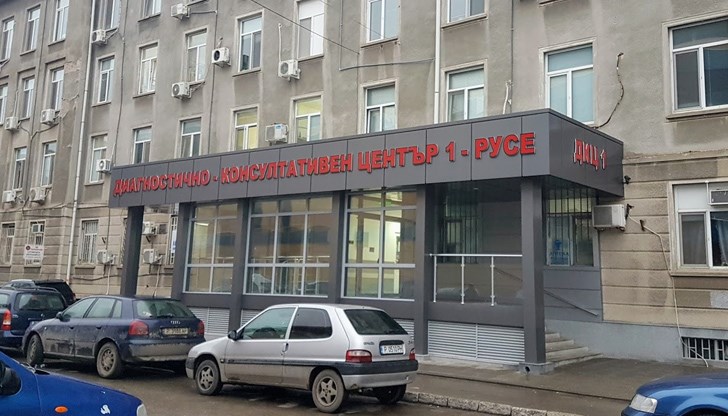 ДИАГНОСТИЧНО - КОНСУЛТАТИВЕН ЦЕНТЪР 1 - РУСЕ
ДКЦ-1